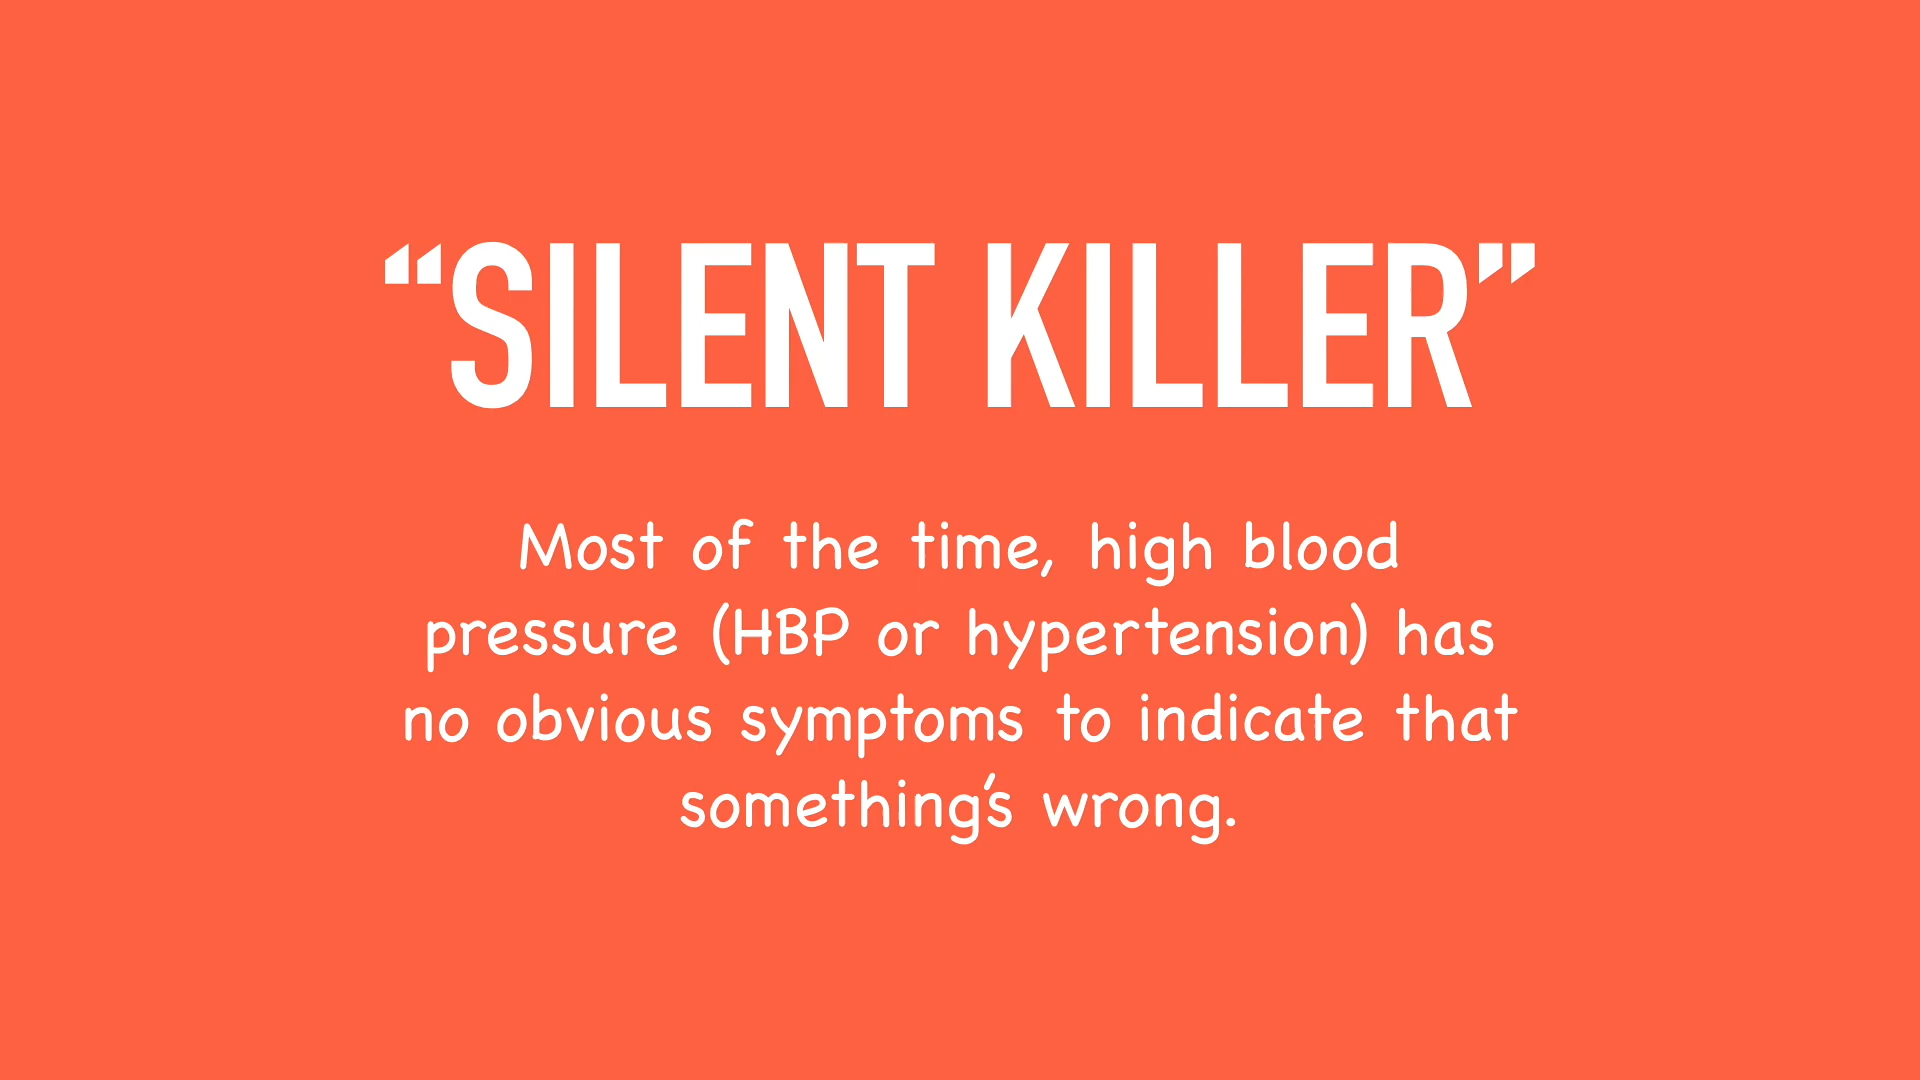 “SILENT KILLER”
Most of the time, high blood
pressure (HBP or hypertension) has
no obvious symptoms to indicate that
something’s wrong.